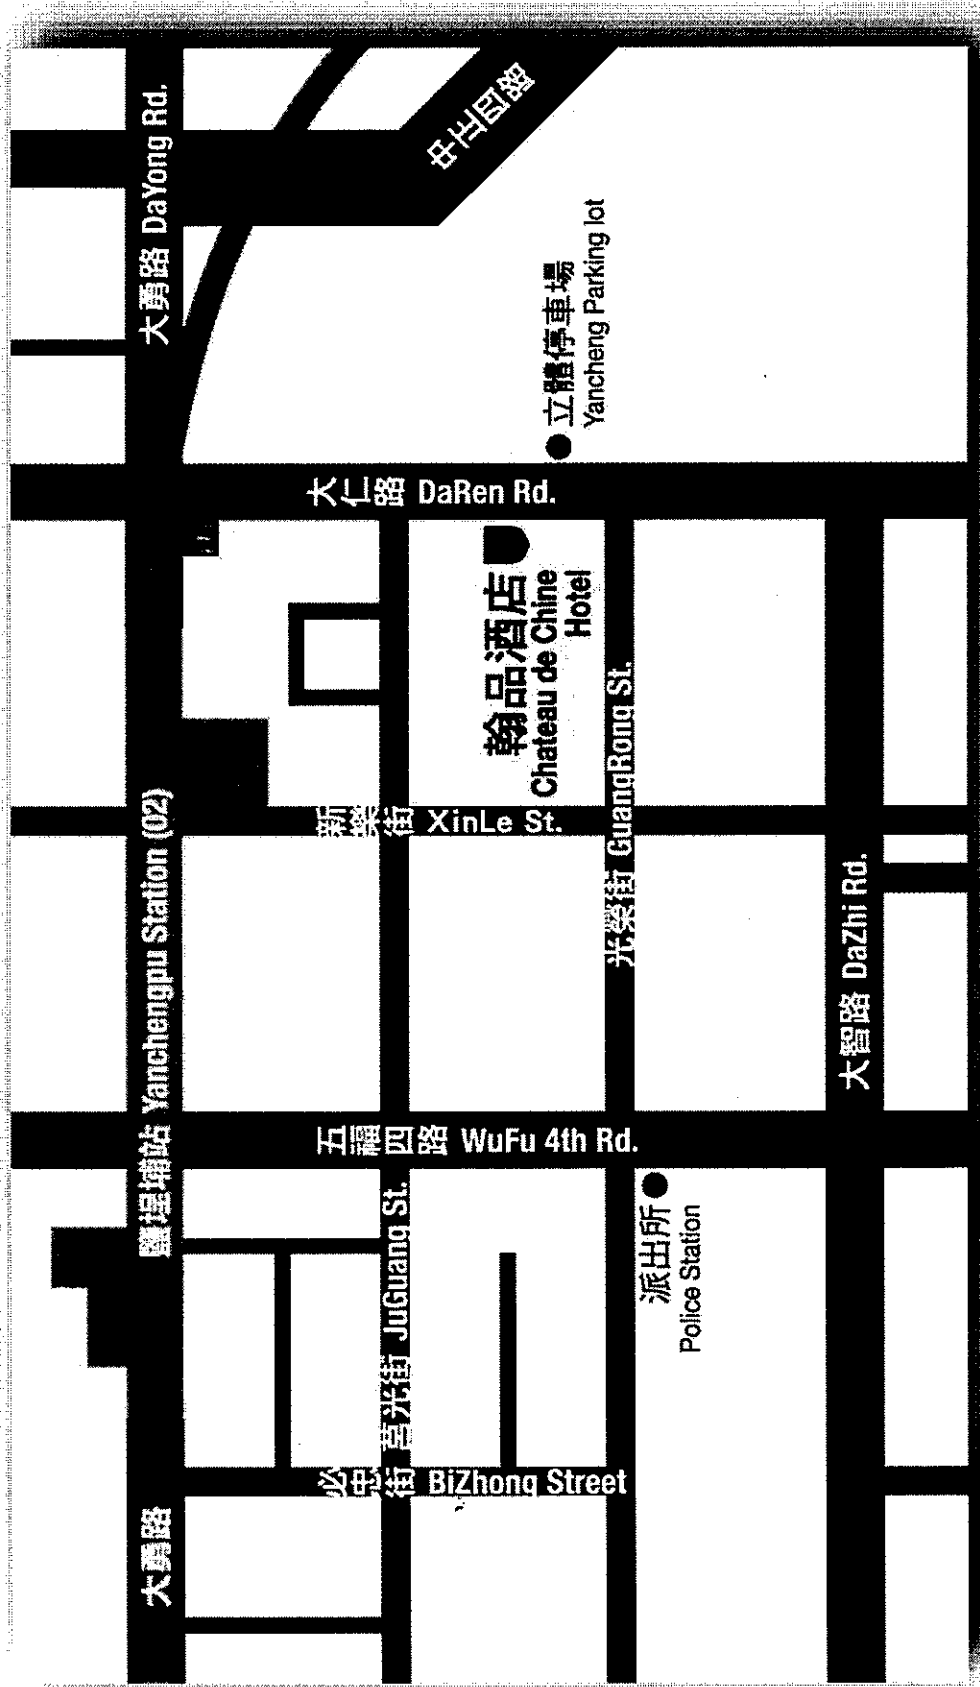 大勇路
鹽埕埔站 Yanchengpu Station (O2)
大勇路 DaYong Rd.
必忠街 BiZhong Street
五福四路 WuFu 4th Rd.
新樂街 XinLe St.
大仁路 DaRen Rd.
中正四路
莒光街 JuGuang St.
翰品酒店
Chateau de Chine
Hotel
立體停車場
Yancheng Parking lot
光榮街 GuangRong St.
派出所
Police Station
大智路 DaZhi Rd.